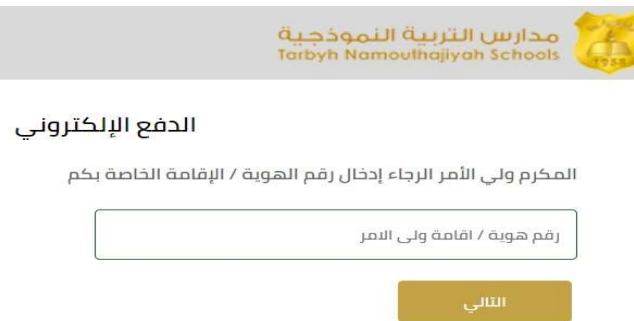 مدارس التربية النموذجية
Tarbyh Namouthajiyah Schools
1958
الدفع الإلكتروني
المكرم ولي الأمر الرجاء إدخال رقم الهوية / الإقامة الخاصة بكم
رقم هوية / اقامة ولى الامر
التالي